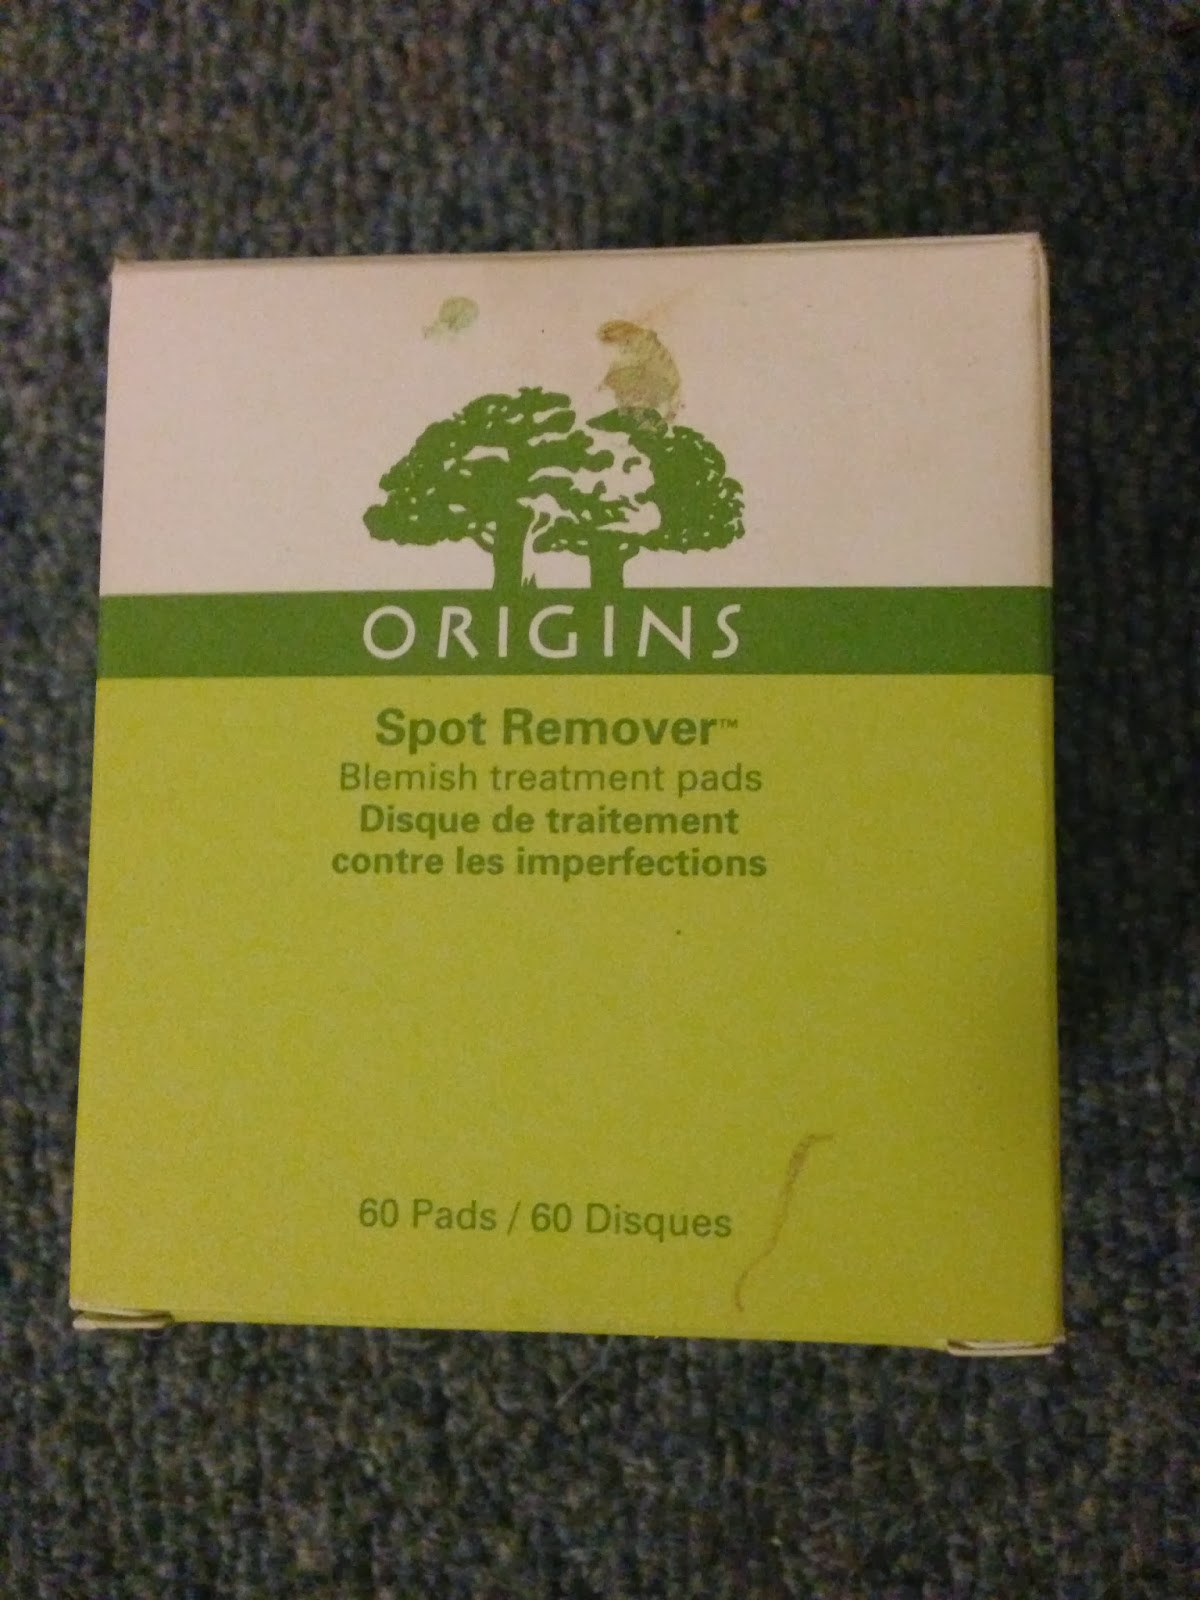 ORIGINS
Spot Remover™
Blemish treatment pads
Disque de traitement
contre les imperfections
60 Pads / 60 Disques